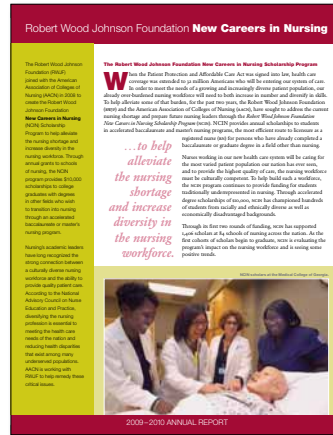 Robert Wood Johnson Foundation New Careers in Nursing
The Robert Wood Johnson
Foundation (RWJF)
joined with the American
Association of Colleges of
Nursing (AACN) in 2008 to
create the Robert Wood
Johnson Foundation
New Careers in Nursing
(NCIN) Scholarship
Program to help alleviate
the nursing shortage and
increase diversity in the
nursing workforce. Through
annual grants to schools
of nursing, the NCIN
program provides $10,000
scholarships to college
graduates with degrees
in other fields who wish
to transition into nursing
through an accelerated
baccalaureate or master's
nursing program.
Nursing's academic leaders
have long recognized the
strong connection between
a culturally diverse nursing
workforce and the ability to
provide quality patient care.
According to the National
Advisory Council on Nurse
Education and Practice,
diversifying the nursing
profession is essential to
meeting the health care
needs of the nation and
reducing health disparities
that exist among many
underserved populations.
AACN is working with
RWJF to help remedy these
critical issues.
The Robert Wood Johnson Foundation New Careers in Nursing Scholarship Program
When the Patient Protection and Affordable Care Act was signed into law, health care
coverage was extended to 32 million Americans who will be entering our system of care.
In order to meet the needs of a growing and increasingly diverse patient population, our
already over-burdened nursing workforce will need to both increase in number and diversify in skills.
To help alleviate some of that burden, for the past two years, the Robert Wood Johnson Foundation
(RWJF) and the American Association of Colleges of Nursing (AACN), have sought to address the current
nursing shortage and prepare future nursing leaders through the Robert Wood Johnson Foundation
New Careers in Nursing Scholarship Program (NCIN). NCIN provides annual scholarships to students
in accelerated baccalaureate and master's nursing programs, the most efficient route to licensure as a
registered nurse (RN) for persons who have already completed a
baccalaureate or graduate degree in a field other than nursing.
...to help
alleviate
the nursing
shortage
and increase
diversity in
the nursing
workforce.
Nurses working in our new health care system will be caring for
the most varied patient population our nation has ever seen,
and to provide the highest quality of care, the nursing workforce
must be culturally competent. To help build such a workforce,
the NCIN program continues to provide funding for students
traditionally underrepresented in nursing. Through accelerated
degree scholarships of $10,000, NCIN has championed hundreds
of students from racially and ethnically diverse as well as
economically disadvantaged backgrounds.
Through its first two rounds of funding, NCIN has supported
scholars at schools of nursing across the nation. As the
first cohorts of scholars begin to graduate, NCIN is evaluating the
program's impact on the nursing workforce and is seeing some
positive trends.
NCIN scholars at the Medical College of Georgia.
2009–2010 ANNUAL REPORT